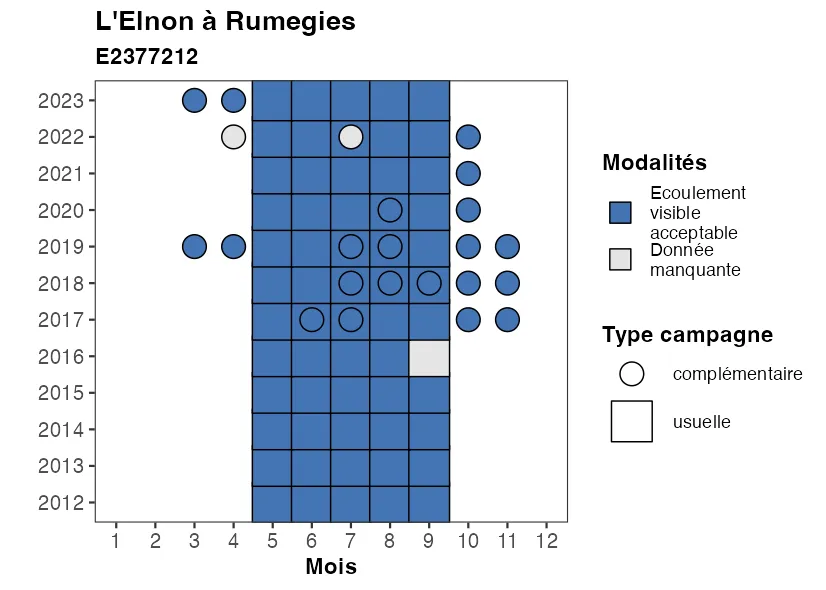 L'Elnon à Rumegies
E2377212
2023
2022
2021
2020
2019
2018
2017
2016
2015
2014
2013
2012
1 2 3 4 5 6 7 8 9 10 11 12
Mois
Modalités
Ecoulement
visible
acceptable
Donnée
manquante
Type campagne
complémentaire
usuelle